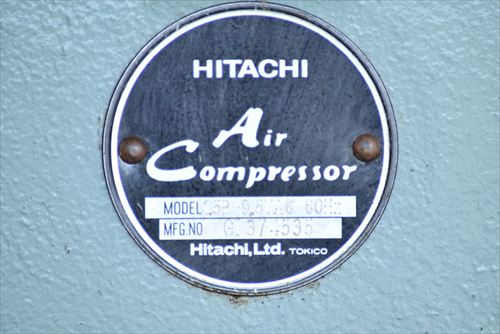 HITACHI
Air
Compressor
MODEL 60Hz
MFG.NO
Hitachi, Ltd. TOKICO